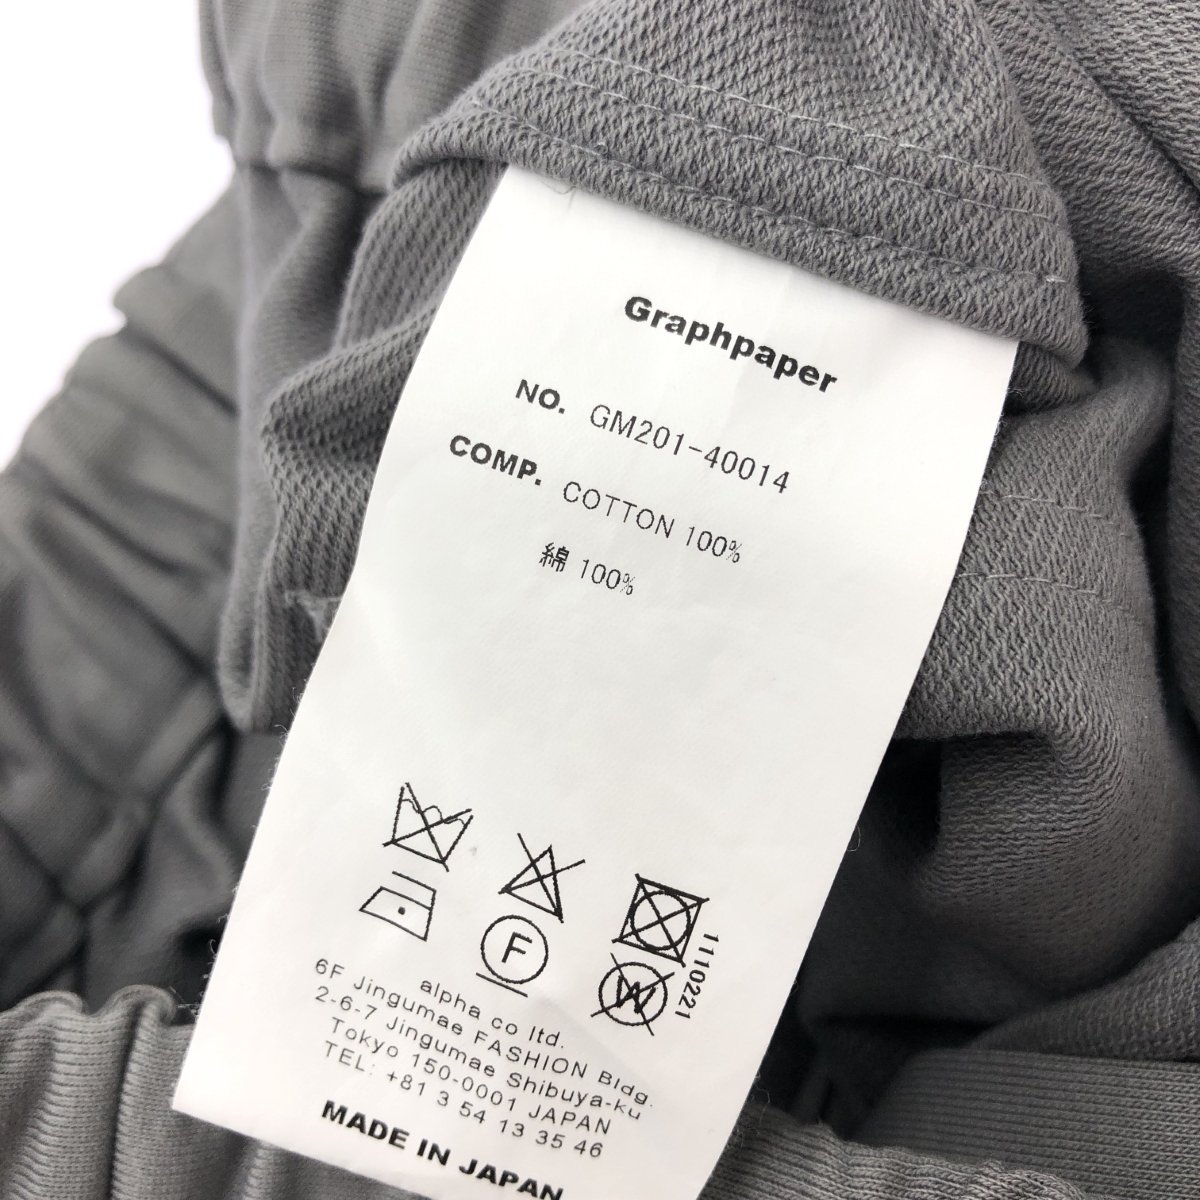 Graphpaper
NO. GM201-40014
COMP. COTTON 100%
綿 100%
F
W
1110221
alpha co ltd.
6F Jingumae FASHION Bldg.
2-6-7 Jingumae Shibuya-ku
Tokyo 150-0001 JAPAN
TEL: +81 3 54 13 35 46
MADE IN JAPAN